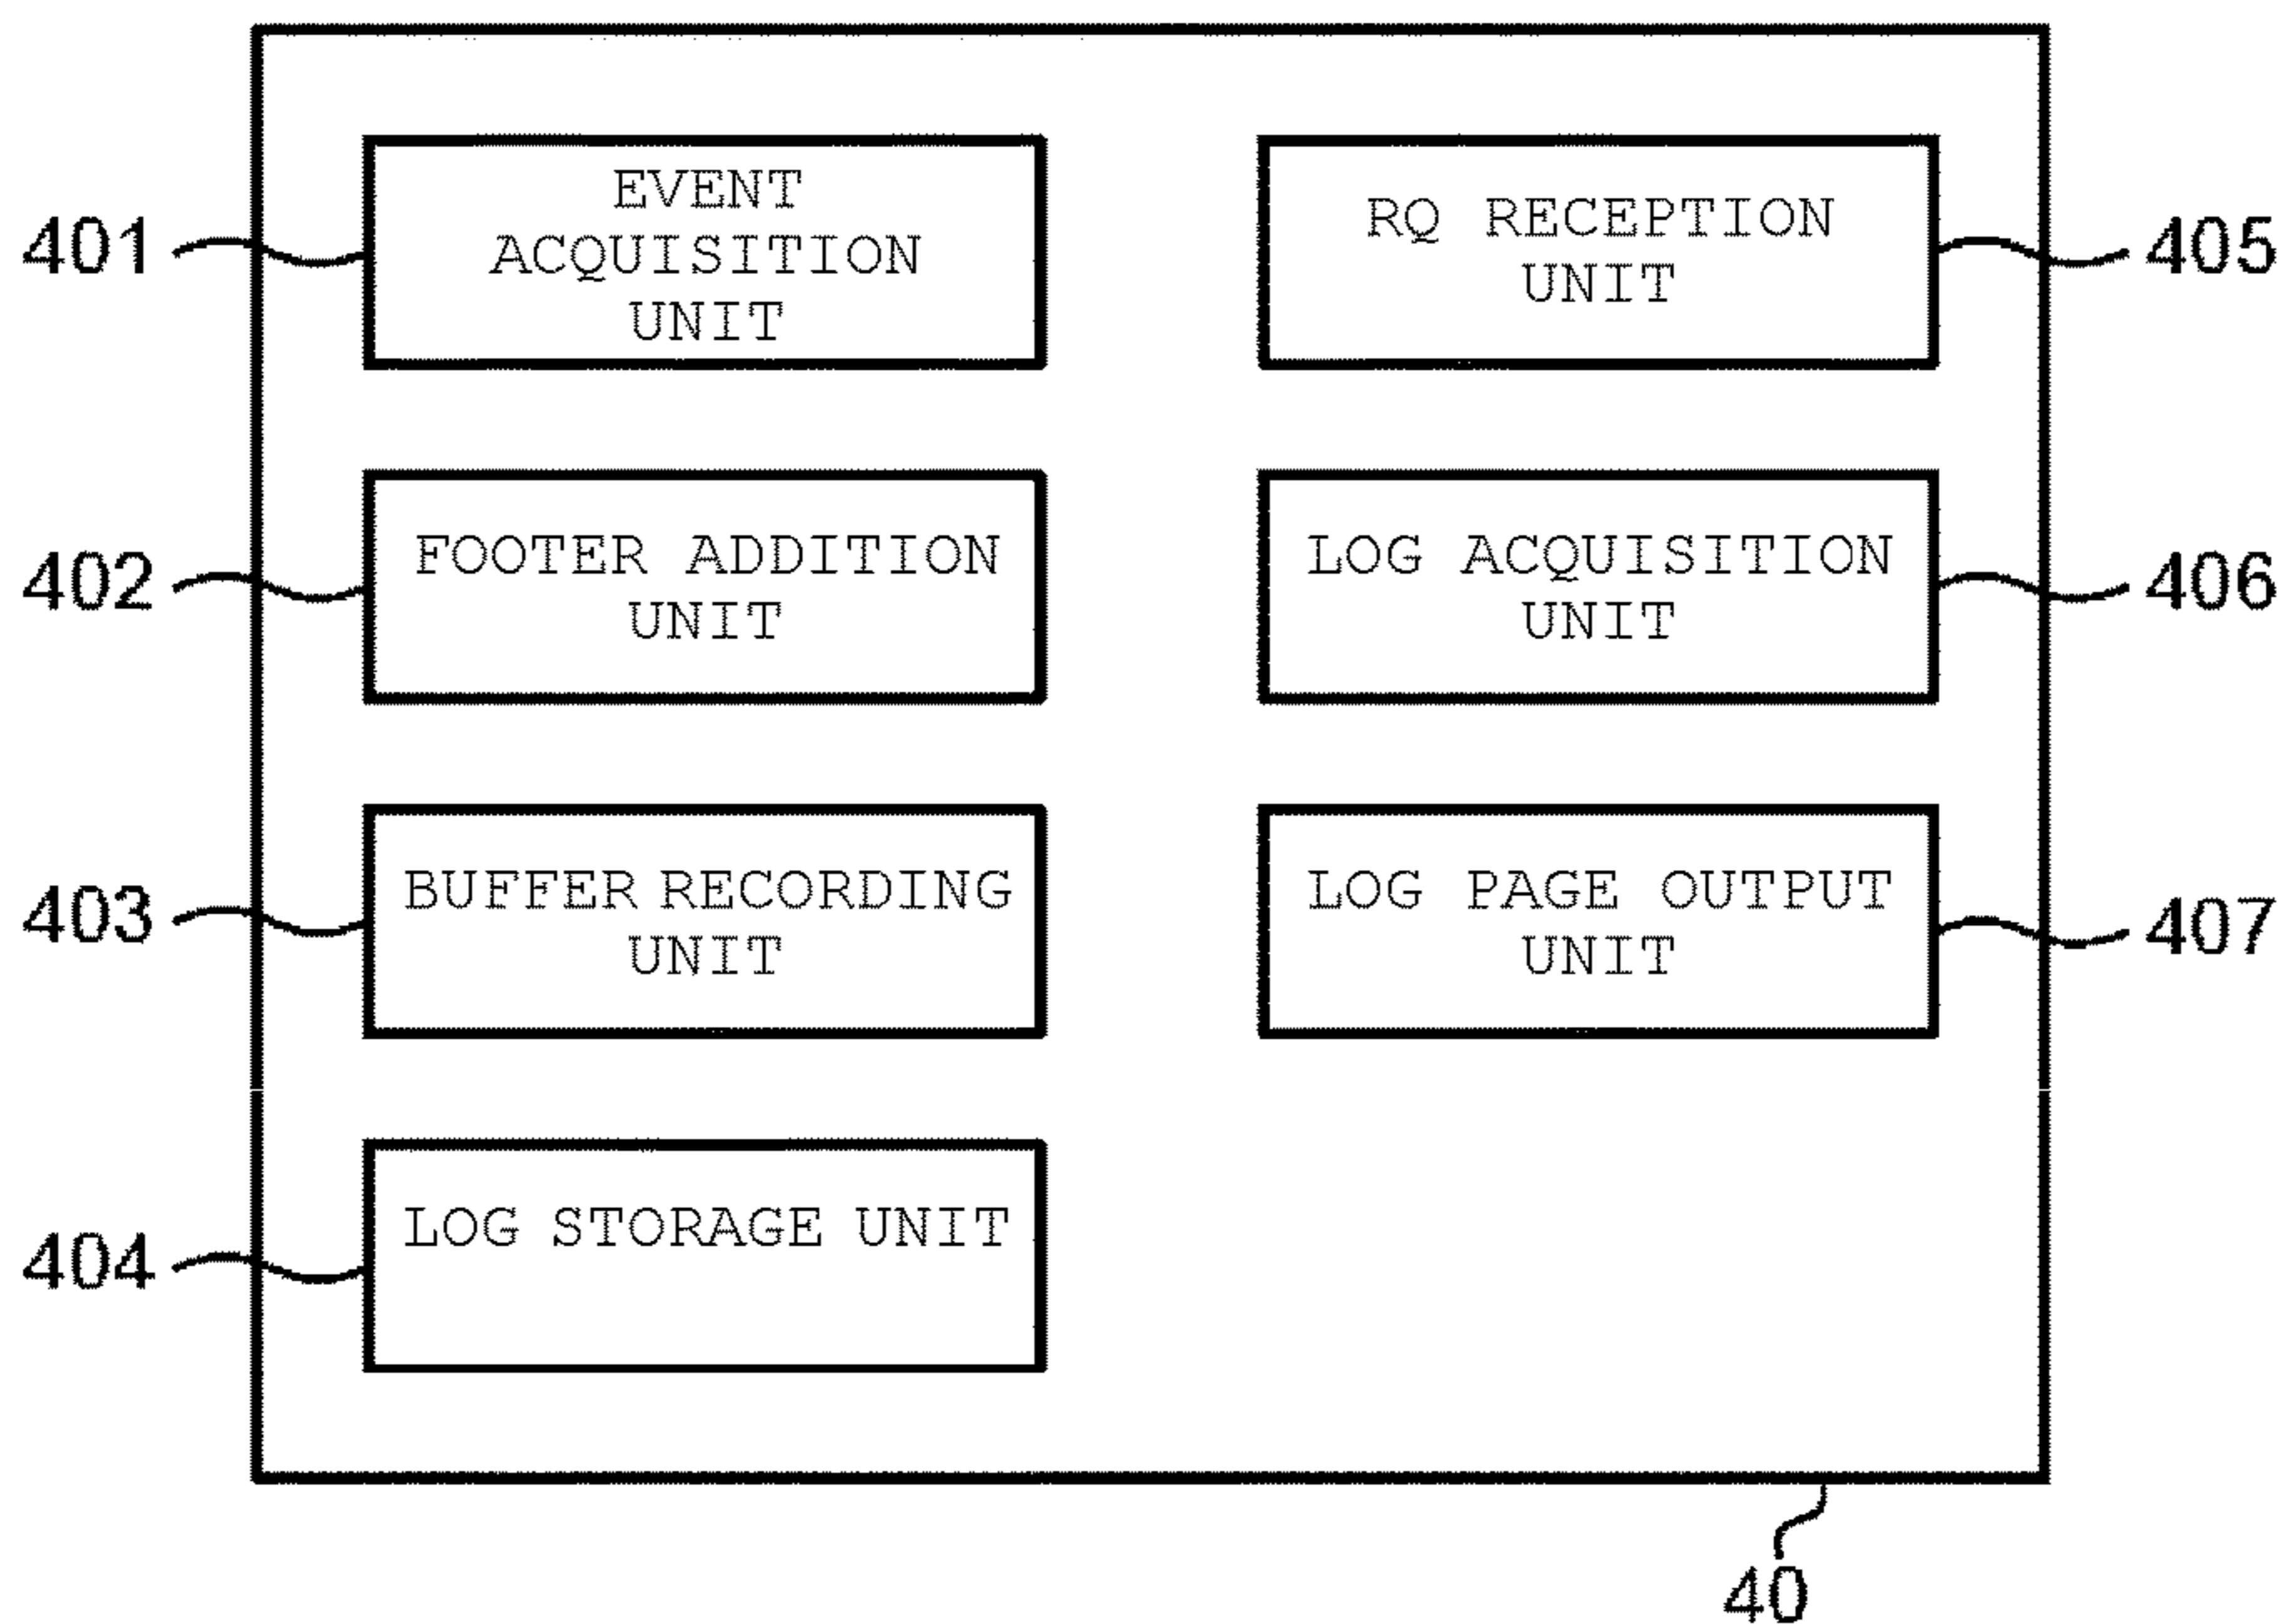 401
EVENT
ACQUISITION
UNIT
402
FOOTER ADDITION
UNIT
403
BUFFER RECORDING
UNIT
404
LOG STORAGE UNIT
RQ RECEPTION
UNIT
405
LOG ACQUISITION
UNIT
406
LOG PAGE OUTPUT
UNIT
407
40